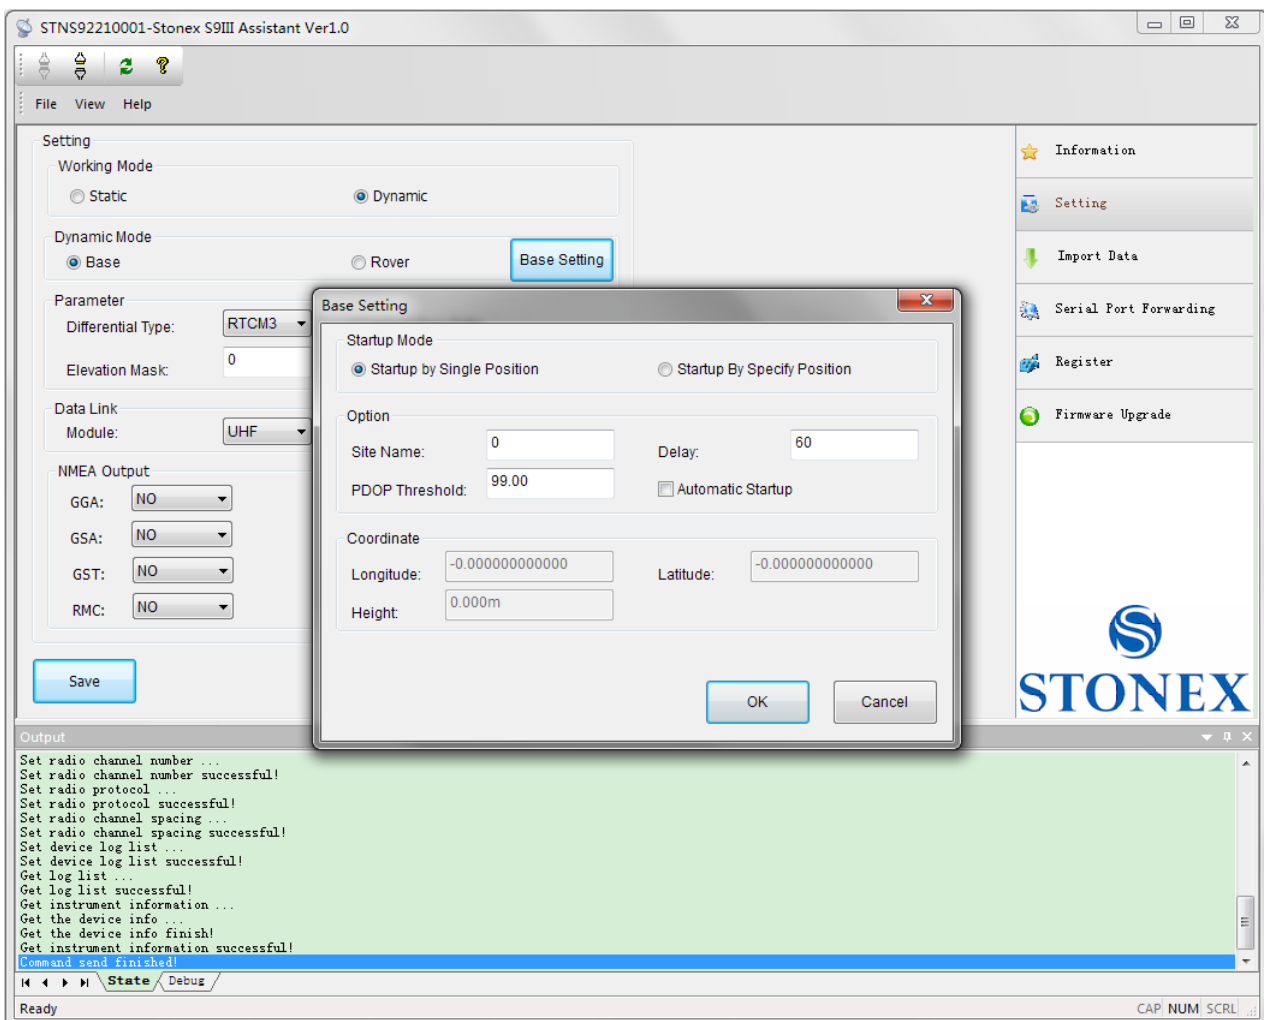 STNS92210001-Stonex S9III Assistant Ver1.0
File View Help
Setting
Working Mode
Static Dynamic
Dynamic Mode
Base Rover Base Setting
Parameter
Differential Type: RTCM3
Elevation Mask: 0
Data Link
Module: UHF
NMEA Output
GGA: NO
GSA: NO
GST: NO
RMC: NO
Save
Base Setting
Startup Mode
Startup by Single Position Startup By Specify Position
Option
Site Name: 0 Delay: 60
PDOP Threshold: 99.00 Automatic Startup
Coordinate
Longitude: -0.000000000000 Latitude: -0.000000000000
Height: 0.000m
OK Cancel
Information
Setting
Import Data
Serial Port Forwarding
Register
Firmware Upgrade
STONEX
Output
Set radio channel number ...
Set radio channel number successful!
Set radio protocol ...
Set radio protocol successful!
Set radio channel spacing ...
Set radio channel spacing successful!
Set device log list ...
Set device log list successful!
Get log list ...
Get log list successful!
Get instrument information ...
Get the device info ...
Get the device info finish!
Get instrument information successful!
Command send finished!
State Debug
Ready CAP NUM SCRL